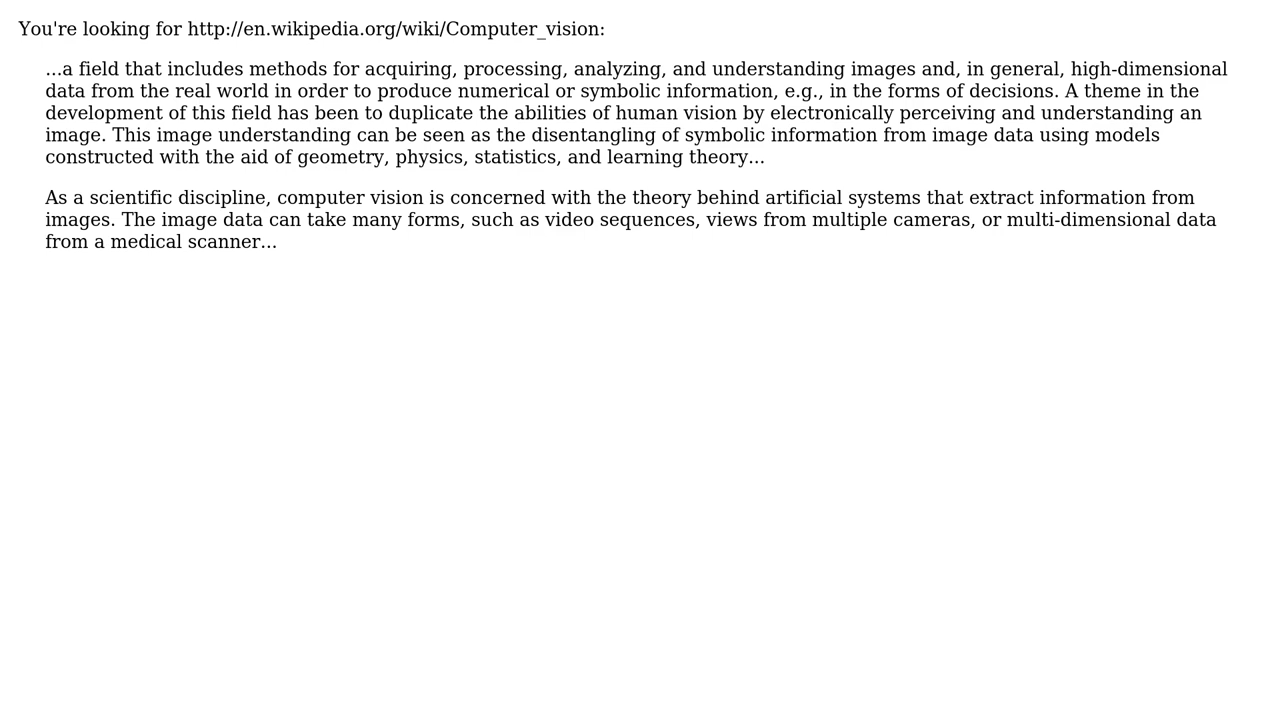 You're looking for http://en.wikipedia.org/wiki/Computer_vision:
...a field that includes methods for acquiring, processing, analyzing, and understanding images and, in general, high-dimensional
data from the real world in order to produce numerical or symbolic information, e.g., in the forms of decisions. A theme in the
development of this field has been to duplicate the abilities of human vision by electronically perceiving and understanding an
image. This image understanding can be seen as the disentangling of symbolic information from image data using models
constructed with the aid of geometry, physics, statistics, and learning theory...
As a scientific discipline, computer vision is concerned with the theory behind artificial systems that extract information from
images. The image data can take many forms, such as video sequences, views from multiple cameras, or multi-dimensional data
from a medical scanner...